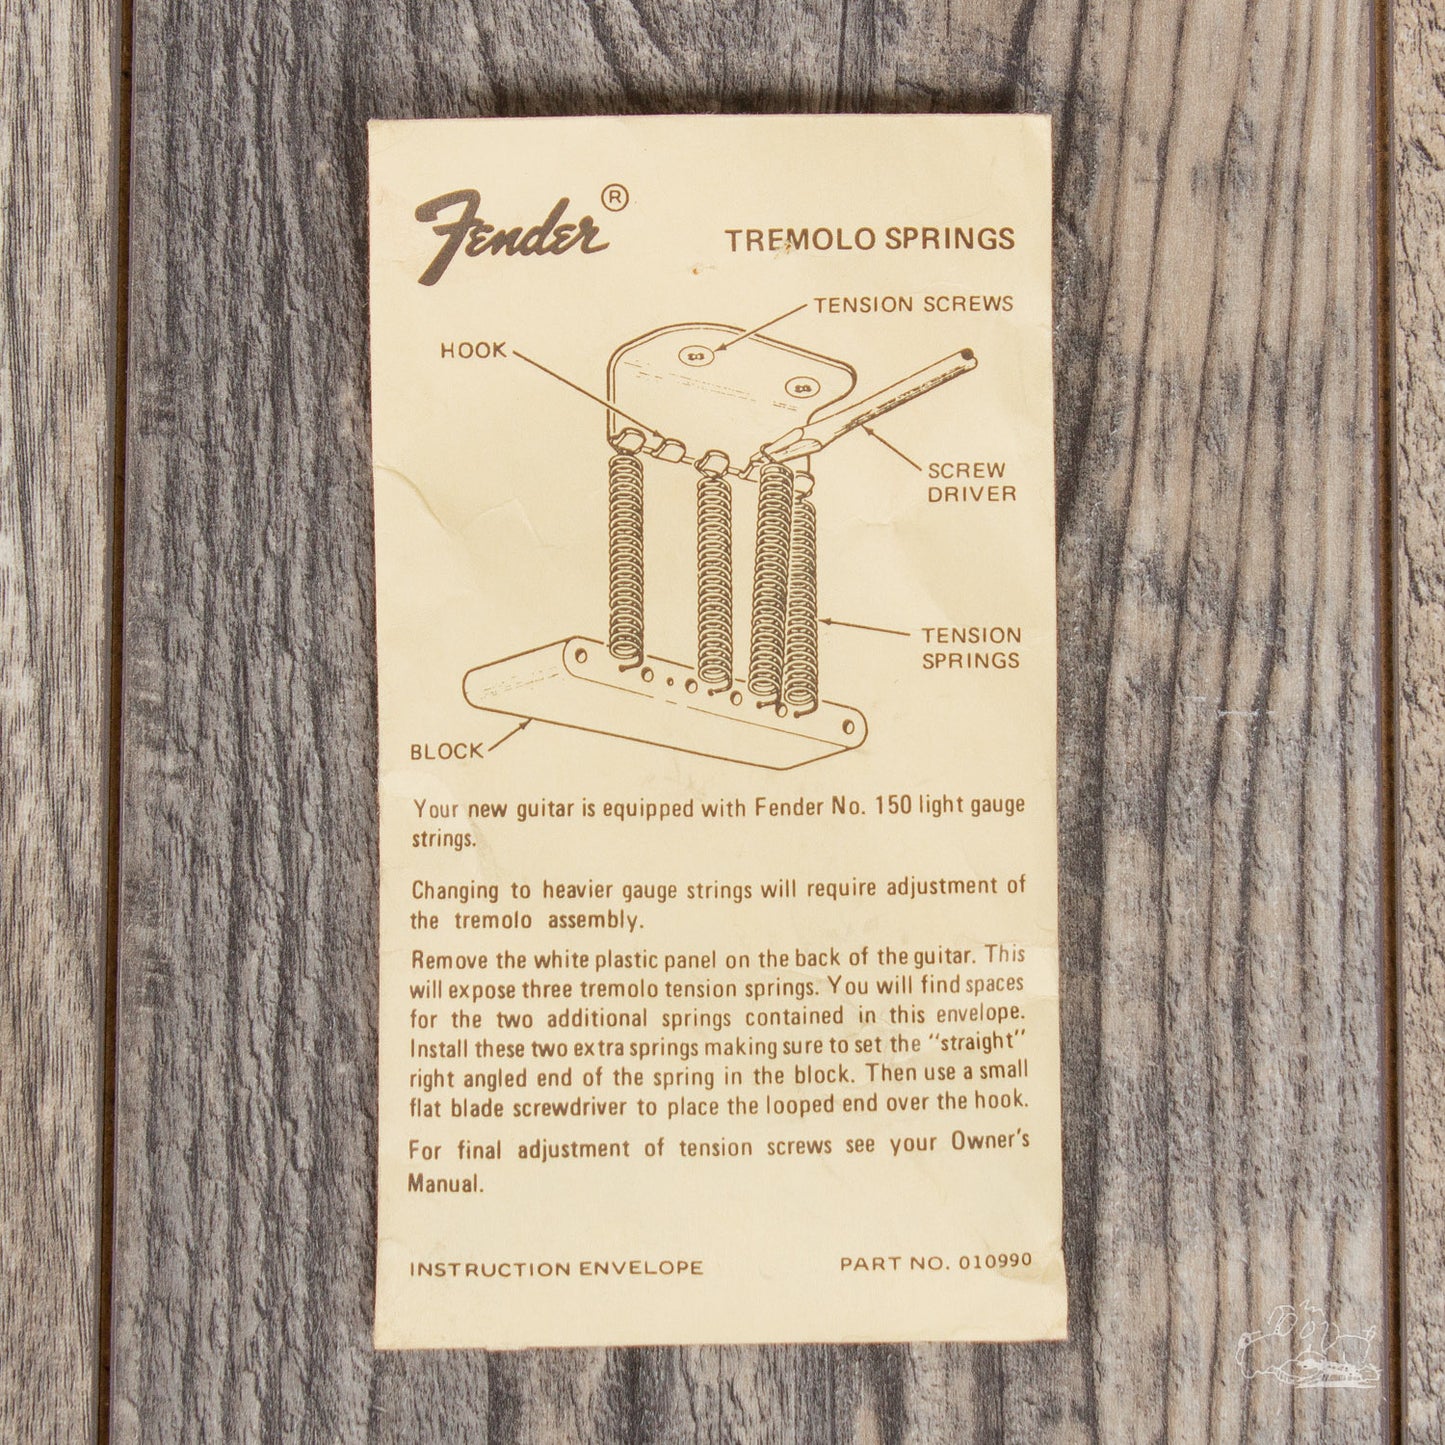 Fender®
TREMOLO SPRINGS
TENSION SCREWS
HOOK
SCREW
DRIVER
TENSION
SPRINGS
BLOCK
Your new guitar is equipped with Fender No. 150 light gauge
strings.
Changing to heavier gauge strings will require adjustment of
the tremolo assembly.
Remove the white plastic panel on the back of the guitar. This
will expose three tremolo tension springs. You will find spaces
for the two additional springs contained in this envelope.
Install these two extra springs making sure to set the "straight"
right angled end of the spring in the block. Then use a small
flat blade screwdriver to place the looped end over the hook.
For final adjustment of tension screws see your Owner's
Manual.
INSTRUCTION ENVELOPE
PART NO. 010990